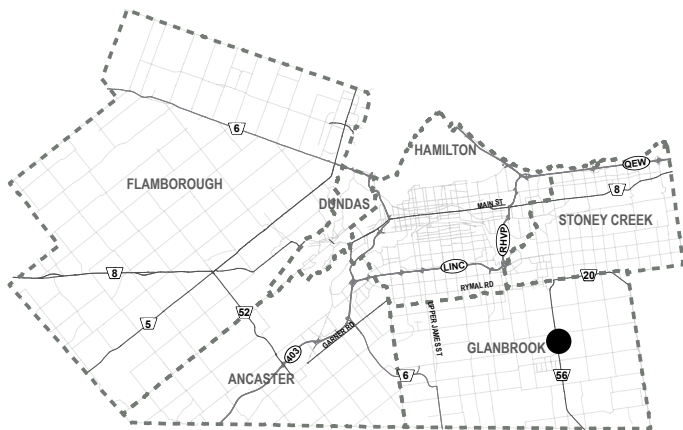 6
HAMILTON
QEW
FLAMBOROUGH
8
DUNDAS
MAIN ST.
STONEY CREEK
RHVP
LINC
8
20
RYMAL RD
52
UPPER JAMES ST
5
GARNER RD
403
GLANBROOK
ANCASTER
6
56